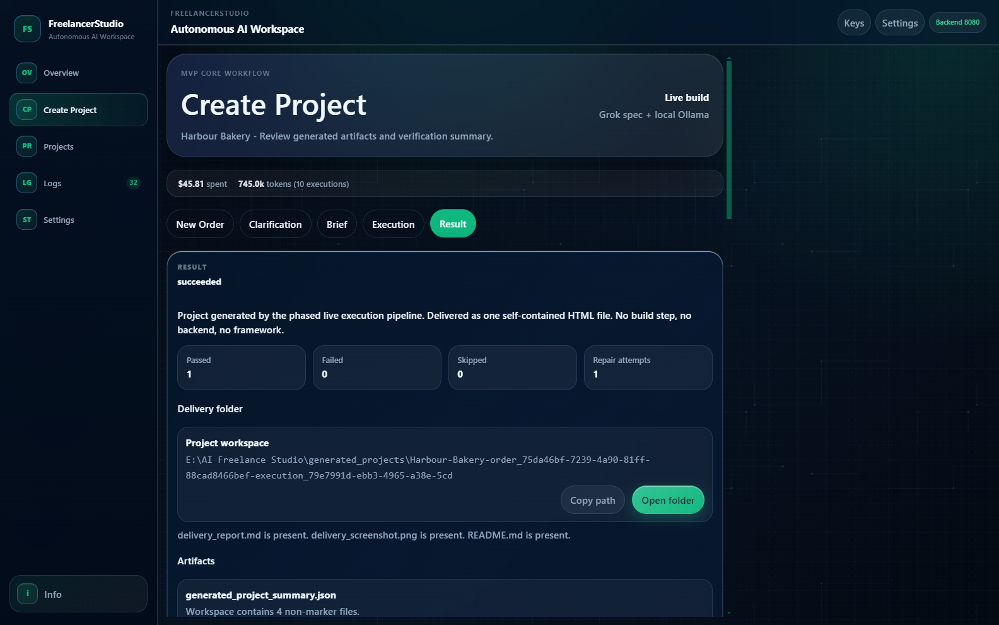 FS
FreelancerStudio
Autonomous AI Workspace
OV
Overview
CP
Create Project
PR
Projects
LG
Logs
32
ST
Settings
i
Info
FREELANCERSTUDIO
Autonomous AI Workspace
Keys
Settings
Backend 8080
MVP CORE WORKFLOW
Create Project
Harbour Bakery - Review generated artifacts and verification summary.
Live build
Grok spec + local Ollama
$45.81 spent 745.0k tokens (10 executions)
New Order
Clarification
Brief
Execution
Result
RESULT
succeeded
Project generated by the phased live execution pipeline. Delivered as one self-contained HTML file. No build step, no
backend, no framework.
Passed
1
Failed
0
Skipped
0
Repair attempts
1
Delivery folder
Project workspace
E:\AI Freelance Studio\generated_projects\Harbour-Bakery-order_75da46bf-7239-4a90-81ff-
88cad8466bef-execution_79e7991d-ebb3-4965-a38e-5cd
Copy path
Open folder
delivery_report.md is present. delivery_screenshot.png is present. README.md is present.
Artifacts
generated_project_summary.json
Workspace contains 4 non-marker files.